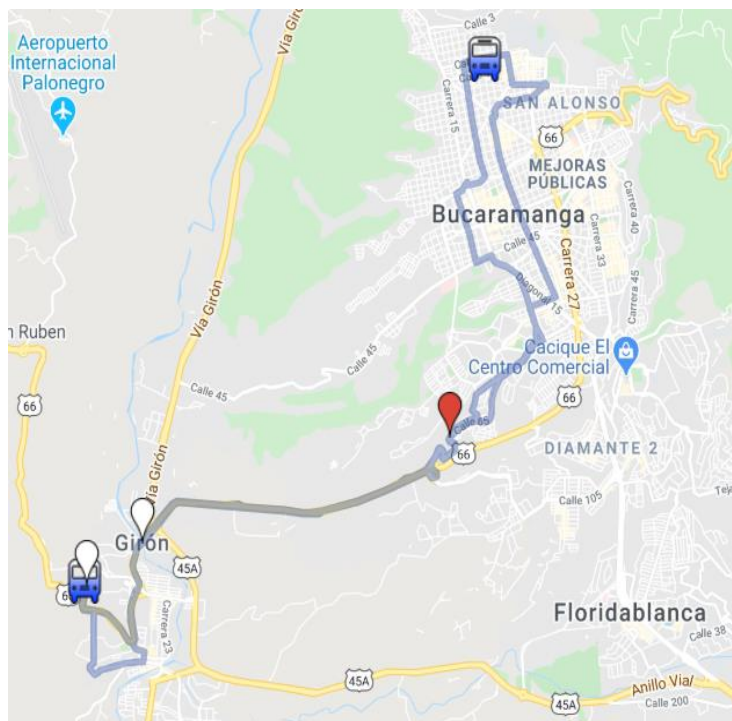 Calle 3
Aeropuerto
Internacional
Palonegro
Vía Girón
Carrera 15
SAN ALONSO
66
MEJORAS
PÚBLICAS
Bucaramanga
Carrera 40
Calle 45
Carrera 33
Carrera 27
Diagonal 15
Carrera 45
Vía Girón
Ruben
Calle 45
Calle 45
Cacique El
Centro Comercial
66
66
Calle 65
66
DIAMANTE 2
Calle 105
Vía Girón
Girón
45A
Carrera 23
Floridablanca
Calle 38
45A
45A
Anillo Vial
Calle 200